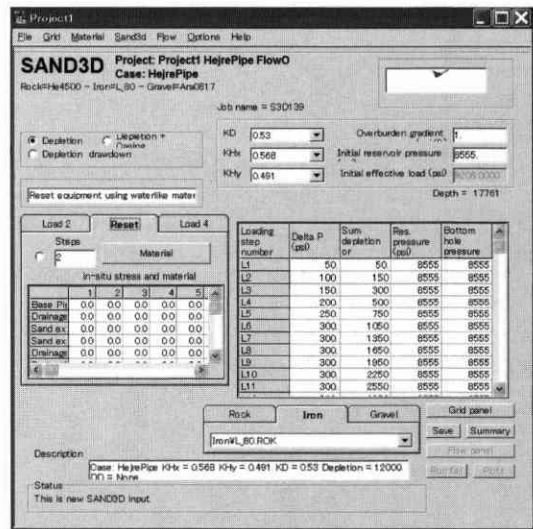 Project1
File Grid Material Sand3d Flow Options Help
SAND3D Project: Project1 HejrePipe FlowO
Case: HejrePipe
Rock=He4500 - Iron=L_80 - Gravel=Ara0617
Job name = S3D139
Depletion
Depletion +
Depletion drawdown
KD 0.53
KHx 0.568
KHy 0.491
Overburden gradient 1.
Initial reservoir pressure 8555.
Initial effective load (psi)
Depth = 17761
Reset equipment using waterlike mater
Load 2 Reset Load 4
Steps
2
Material
In-situ stress and material
1 2 3 4 5
Base Pi 0.0 0.0 0.0 0.0 0.0
Drainage 0.0 0.0 0.0 0.0 0.0
Sand ex 0.0 0.0 0.0 0.0 0.0
Sand ex 0.0 0.0 0.0 0.0 0.0
Drainage 0.0 0.0 0.0 0.0 0.0
Loading step number Delta P (psi) Sum depletion or Res. pressure (psi) Bottom hole pressure
L1 50. 50. 8555 8555
L2 100 150 8555 8555
L3 150 300 8555 8555
L4 200 500 8555 8555
L5 250 750 8555 8555
L6 300. 1050 8555 8555
L7 300. 1350 8555 8555
L8 300. 1650 8555 8555
L9 300. 1950 8555 8555
L10 300. 2250 8555 8555
L11 300. 2550 8555 8555
Rock Iron Gravel
Iron¥L_80.ROK
Grid panel
Save Summary
Flow panel
Description
Case: HejrePipe KHx = 0.568 KHy = 0.491 KD = 0.53 Depletion = 12000.
DD = None
Status
This is new SAND3D input.